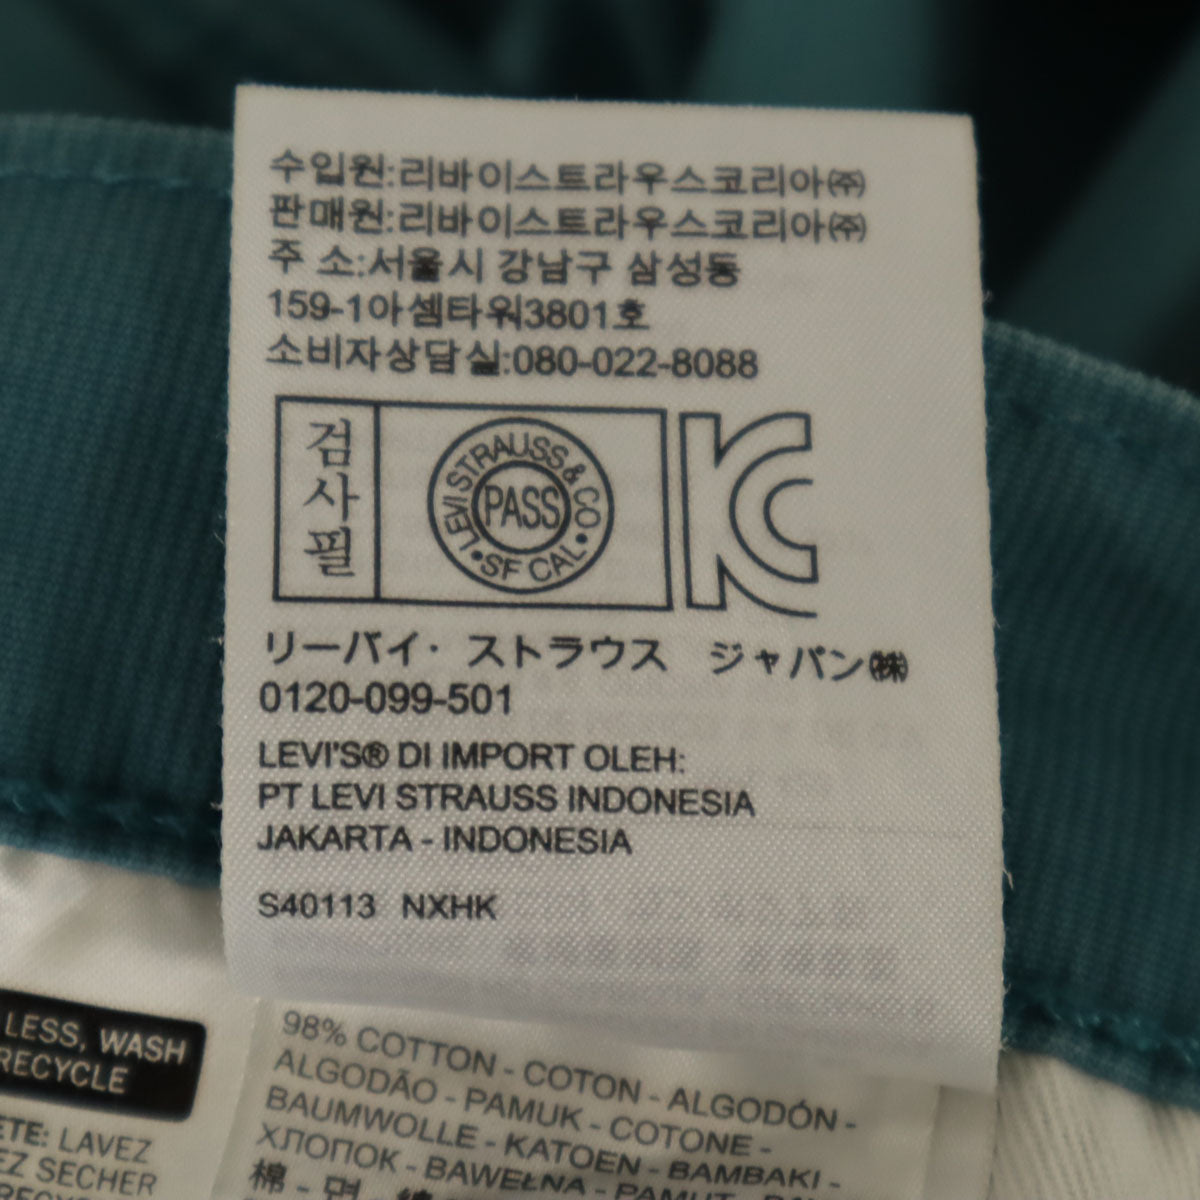 수입원:리바이스트라우스코리아㈜
판매원:리바이스트라우스코리아㈜
주 소:서울시 강남구 삼성동
159-1아셈타워3801호
소비자상담실:080-022-8088
검사필
LEVI STRAUSS & CO
PASS
SF CAL
リーバイ・ストラウス ジャパン㈱
0120-099-501
LEVI'S® DI IMPORT OLEH:
PT LEVI STRAUSS INDONESIA
JAKARTA - INDONESIA
S40113 NXHK
LESS, WASH
RECYCLE
ETE: LAVEZ
EZ SECHER
98% COTTON - COTON - ALGODÓN -
ALGODÃO - PAMUK - COTONE -
BAUMWOLLE - KATOEN - BAMBAKI -
ХЛОПОК - BAWEŁNA - PAMUT -
棉 - 면 -